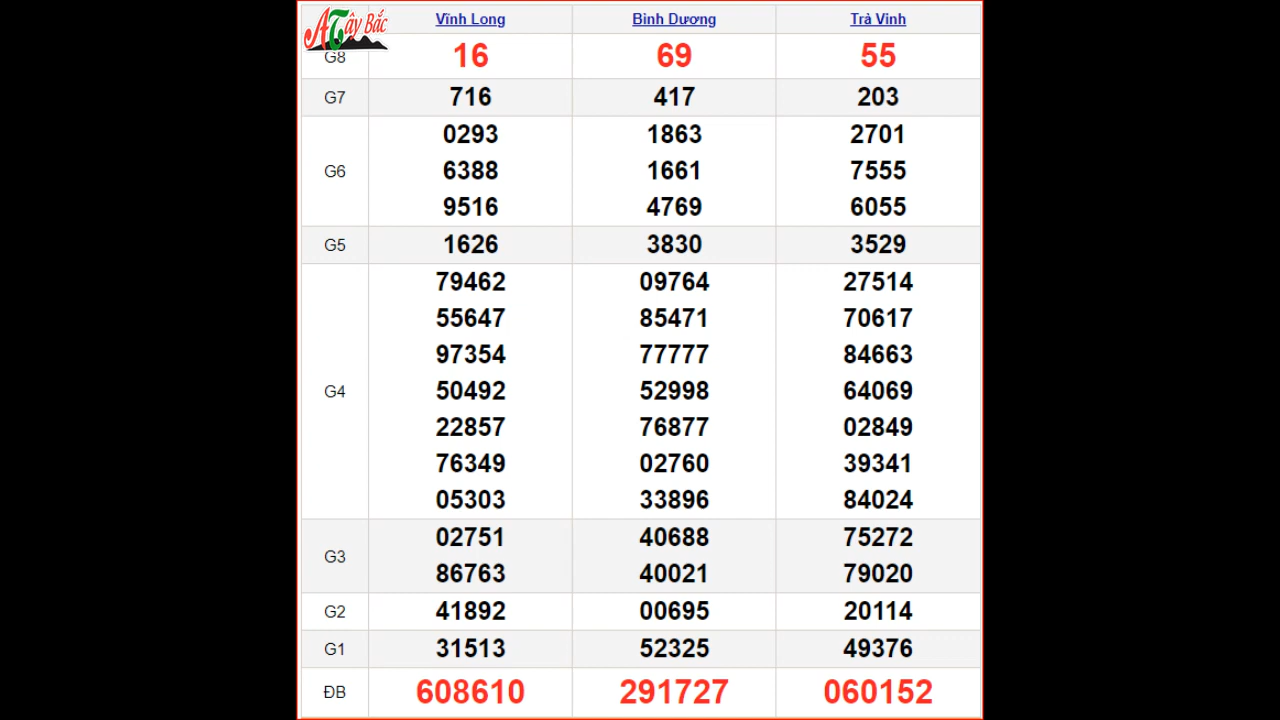 ATây Bắc
Vĩnh Long Bình Dương Trà Vinh
G8 16 69 55
G7 716 417 203
0293 1863 2701
G6 6388 1661 7555
9516 4769 6055
G5 1626 3830 3529
79462 09764 27514
55647 85471 70617
97354 77777 84663
G4 50492 52998 64069
22857 76877 02849
76349 02760 39341
05303 33896 84024
02751 40688 75272
G3
86763 40021 79020
G2 41892 00695 20114
G1 31513 52325 49376
ĐB 608610 291727 060152